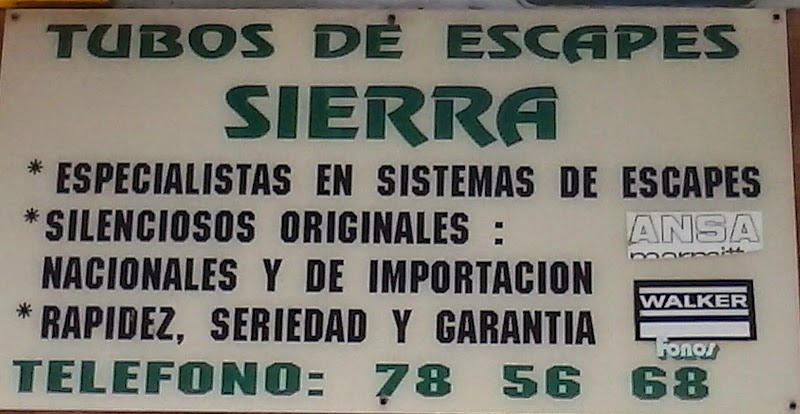 TUBOS DE ESCAPES
SIERRA
* ESPECIALISTAS EN SISTEMAS DE ESCAPES
* SILENCIOSOS ORIGINALES :
NACIONALES Y DE IMPORTACION
* RAPIDEZ, SERIEDAD Y GARANTIA
ANSA
WALKER
Fonos
TELEFONO: 78 56 68